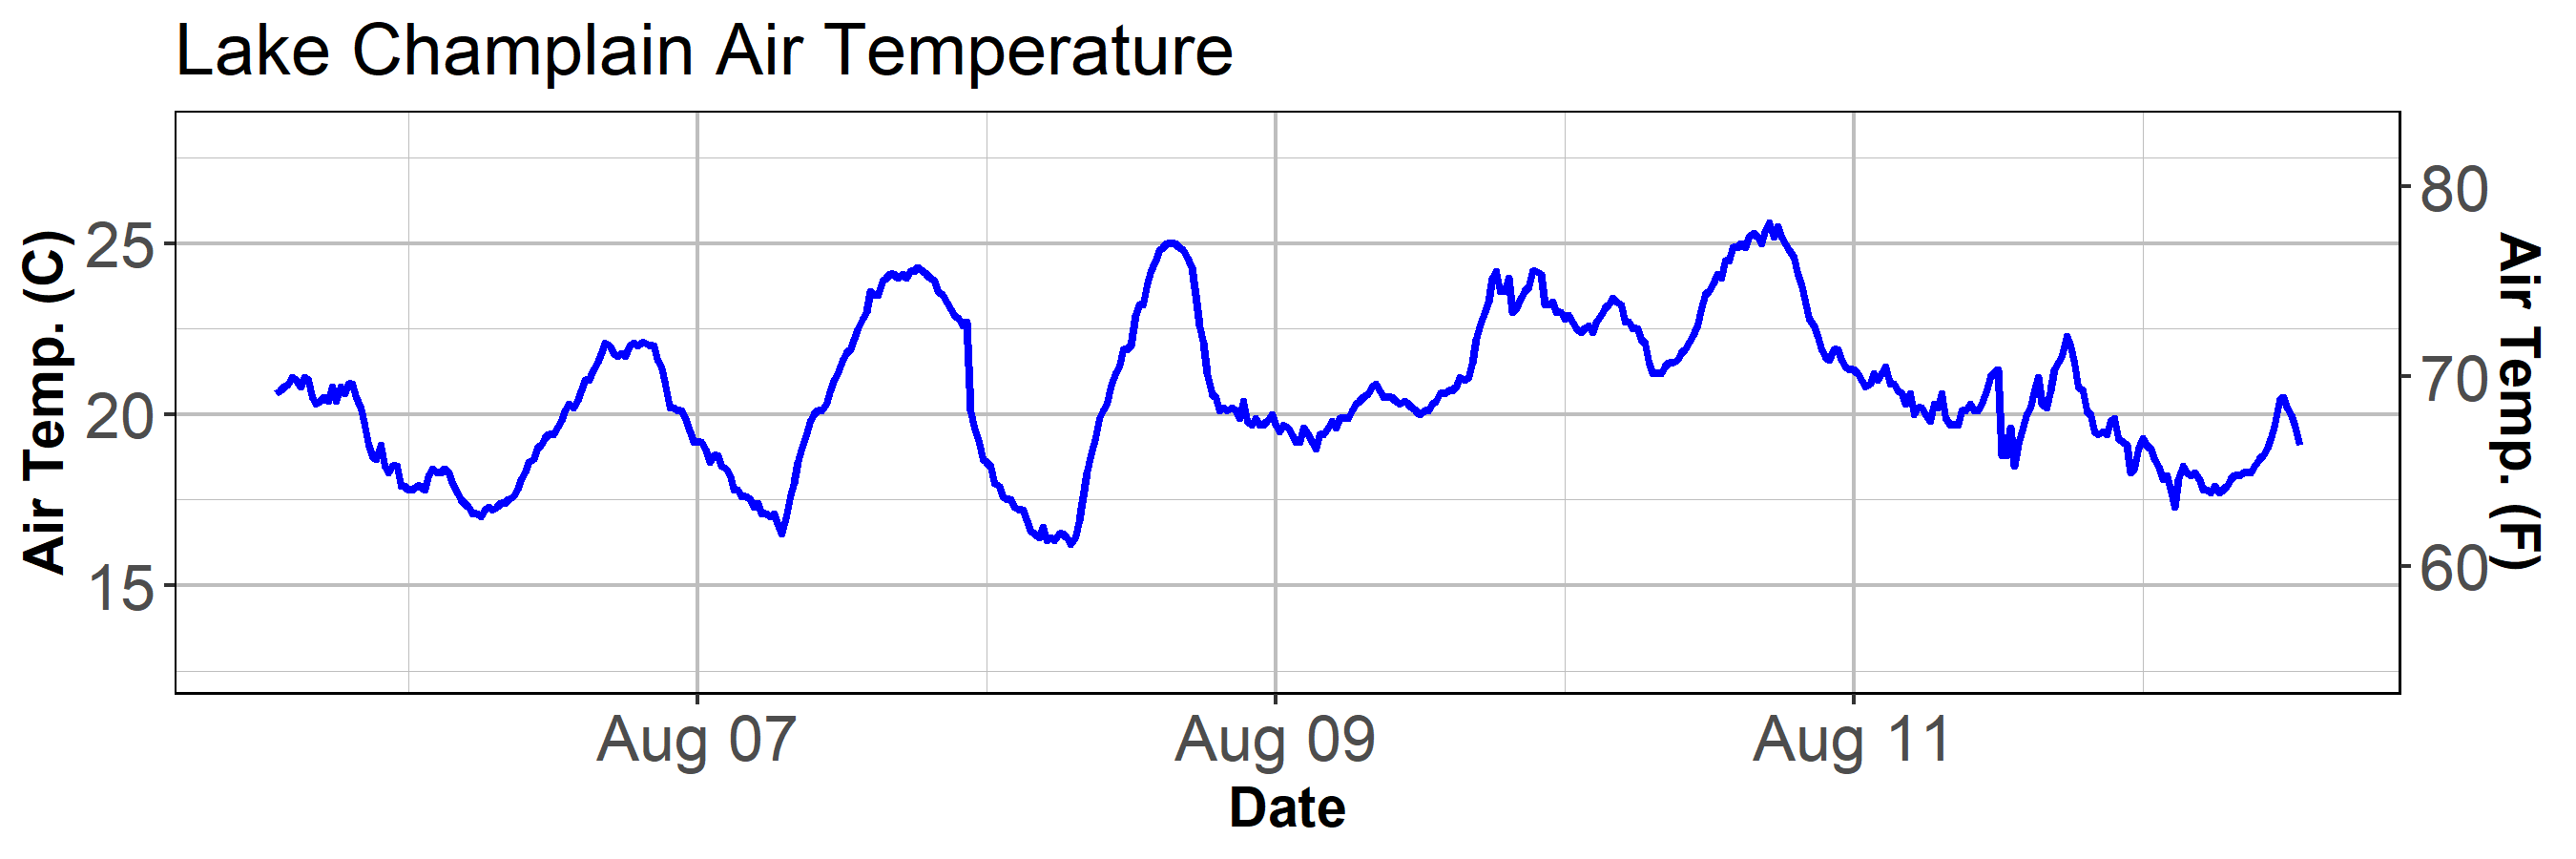 Lake Champlain Air Temperature
Air Temp. (C)
25
20
15
80
70
60
Air Temp. (F)
Aug 07 Aug 09 Aug 11
Date